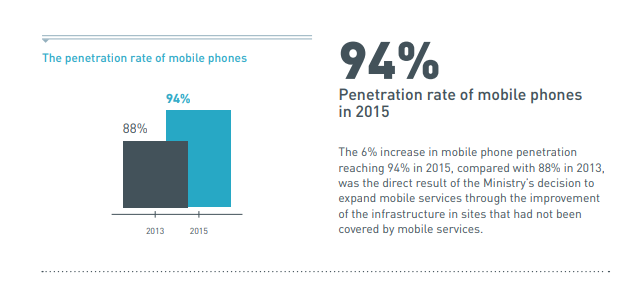 The penetration rate of mobile phones
94%
88%
2013
2015
94%
Penetration rate of mobile phones
in 2015
The 6% increase in mobile phone penetration
reaching 94% in 2015, compared with 88% in 2013,
was the direct result of the Ministry's decision to
expand mobile services through the improvement
of the infrastructure in sites that had not been
covered by mobile services.